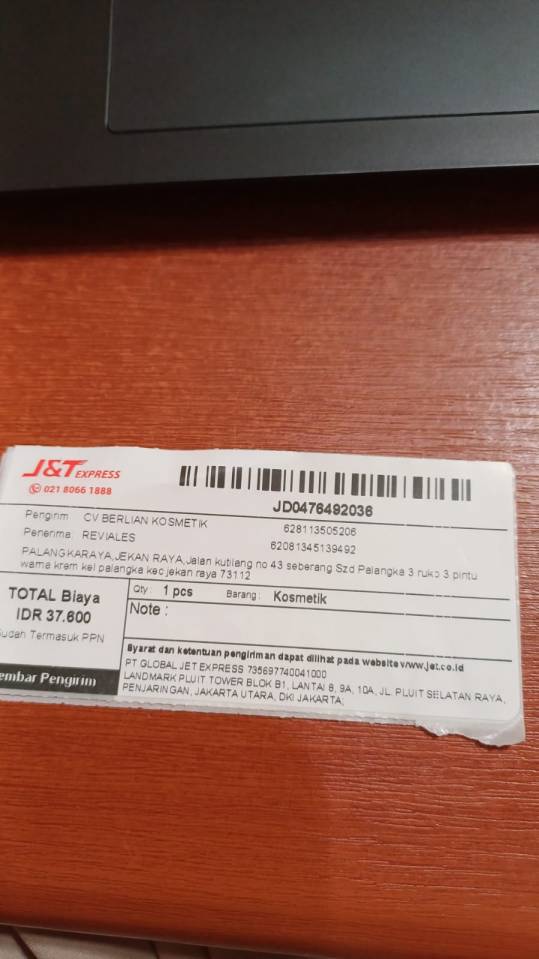 J&T EXPRESS
021 8066 1888
JD0476492036
Pengirim CV BERLIAN KOSMETIK 628113505206
Penerima: REVIALES 62081345139492
PALANGKARAYA,JEKAN RAYA,Jalan kutilang no 43 seberang Szd Palangka 3 ruko 3 pintu
warna krem kel palangka kec jekan raya 73112
TOTAL Biaya
IDR 37.600
Sudah Termasuk PPN
Lembar Pengirim
Qty: 1 pcs Barang: Kosmetik
Note :
Syarat dan ketentuan pengiriman dapat dilihat pada website www.jet.co.id
PT GLOBAL JET EXPRESS 735697740041000
LANDMARK PLUIT TOWER BLOK B1, LANTAI 8, 9A, 10A, JL. PLUIT SELATAN RAYA,
PENJARINGAN, JAKARTA UTARA, DKI JAKARTA;